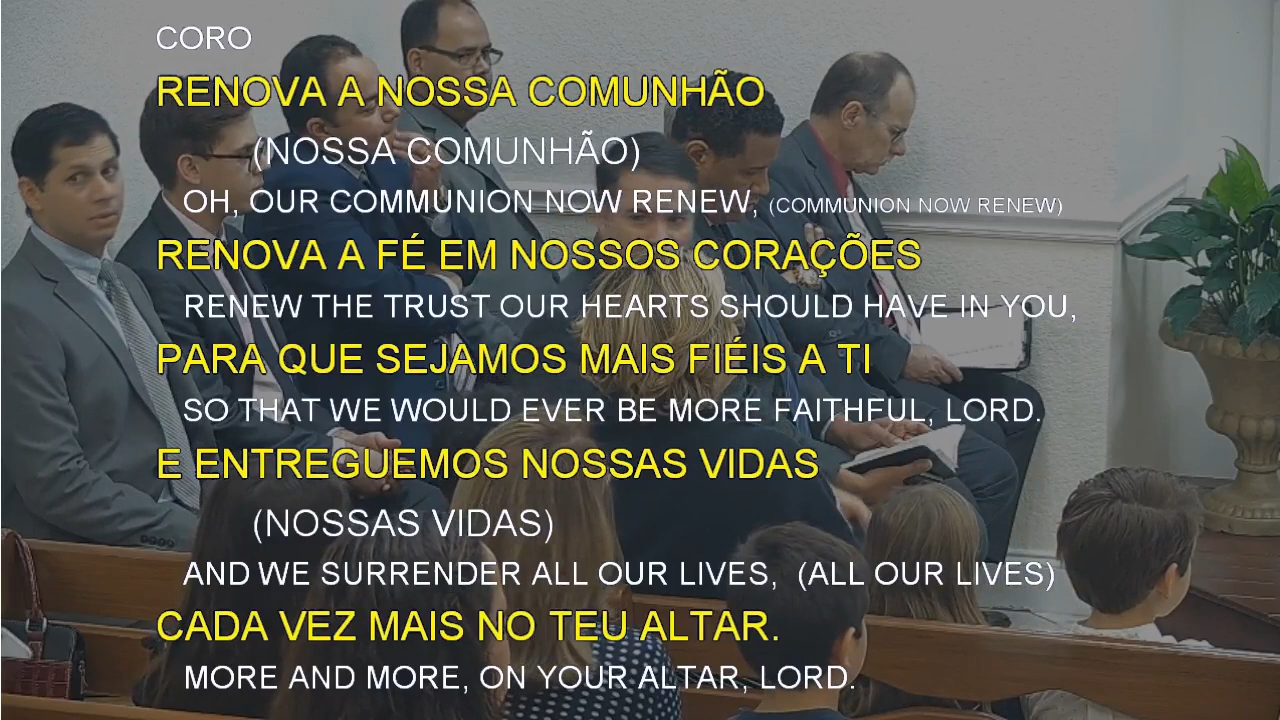 CORO
RENOVA A NOSSA COMUNHÃO
(NOSSA COMUNHÃO)
OH, OUR COMMUNION NOW RENEW, (COMMUNION NOW RENEW)
RENOVA A FÉ EM NOSSOS CORAÇÕES
RENEW THE TRUST OUR HEARTS SHOULD HAVE IN YOU,
PARA QUE SEJAMOS MAIS FIÉIS A TI
SO THAT WE WOULD EVER BE MORE FAITHFUL, LORD.
E ENTREGUEMOS NOSSAS VIDAS
(NOSSAS VIDAS)
AND WE SURRENDER ALL OUR LIVES, (ALL OUR LIVES)
CADA VEZ MAIS NO TEU ALTAR.
MORE AND MORE, ON YOUR ALTAR, LORD.